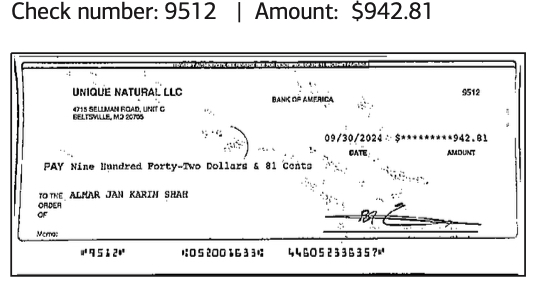 Check number: 9512 | Amount: $942.81
UNIQUE NATURAL LLC
BANK OF AMERICA
9512
4715 SELLMAN ROAD, UNIT C
BELTSVILLE, MD 20705
09/30/2024 $*********942.81
DATE AMOUNT
PAY Nine Hundred Forty-Two Dollars & 81 Cents
TO THE ORDER OF ALMAR JAN KARIN SHAH
Memo:
⑈9512⑈ ⑆052001633⑆ 446052336357⑈